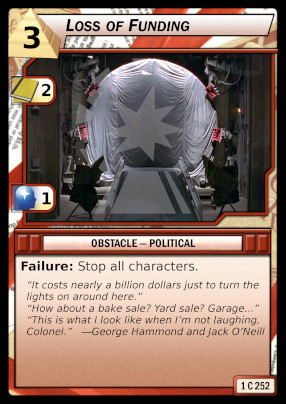 Loss of Funding
3
2
1
OBSTACLE – POLITICAL
Failure: Stop all characters.
“It costs nearly a billion dollars just to turn the
lights on around here.”
“How about a bake sale? Yard sale? Garage...”
“This is what I look like when I’m not laughing,
Colonel.” —George Hammond and Jack O’Neill
1 C 252